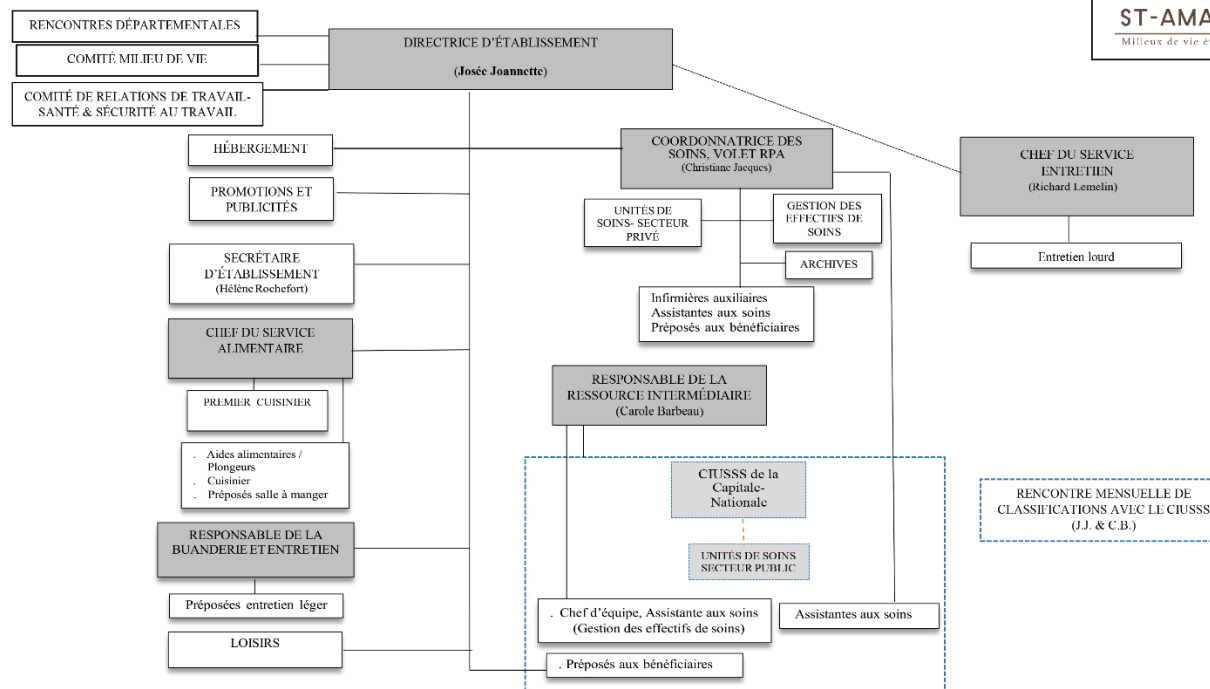 RENCONTRES DÉPARTEMENTALES
COMITÉ MILIEU DE VIE
COMITÉ DE RELATIONS DE TRAVAIL-
SANTÉ & SÉCURITÉ AU TRAVAIL
DIRECTRICE D'ÉTABLISSEMENT
(Josée Joannette)
ST-AMA
Milieux de vie év
HÉBERGEMENT
PROMOTIONS ET
PUBLICITÉS
COORDONNATRICE DES
SOINS, VOLET RPA
(Christiane Jacques)
CHEF DU SERVICE
ENTRETIEN
(Richard Lemelin)
UNITÉS DE
SOINS- SECTEUR
PRIVÉ
GESTION DES
EFFECTIFS DE
SOINS
ARCHIVES
Entretien lourd
SECRÉTAIRE
D'ÉTABLISSEMENT
(Hélène Rochefort)
Infirmières auxiliaires
Assistantes aux soins
Préposés aux bénéficiaires
CHEF DU SERVICE
ALIMENTAIRE
PREMIER CUISINIER
. Aides alimentaires /
Plongeurs
. Cuisinier
. Préposés salle à manger
RESPONSABLE DE LA
RESSOURCE INTERMÉDIAIRE
(Carole Barbeau)
CIUSSS de la
Capitale-
Nationale
UNITÉS DE SOINS
SECTEUR PUBLIC
RENCONTRE MENSUELLE DE
CLASSIFICATIONS AVEC LE CIUSSS
(J.J. & C.B.)
RESPONSABLE DE LA
BUANDERIE ET ENTRETIEN
Préposées entretien léger
LOISIRS
. Chef d'équipe, Assistante aux soins
(Gestion des effectifs de soins)
Assistantes aux soins
. Préposés aux bénéficiaires